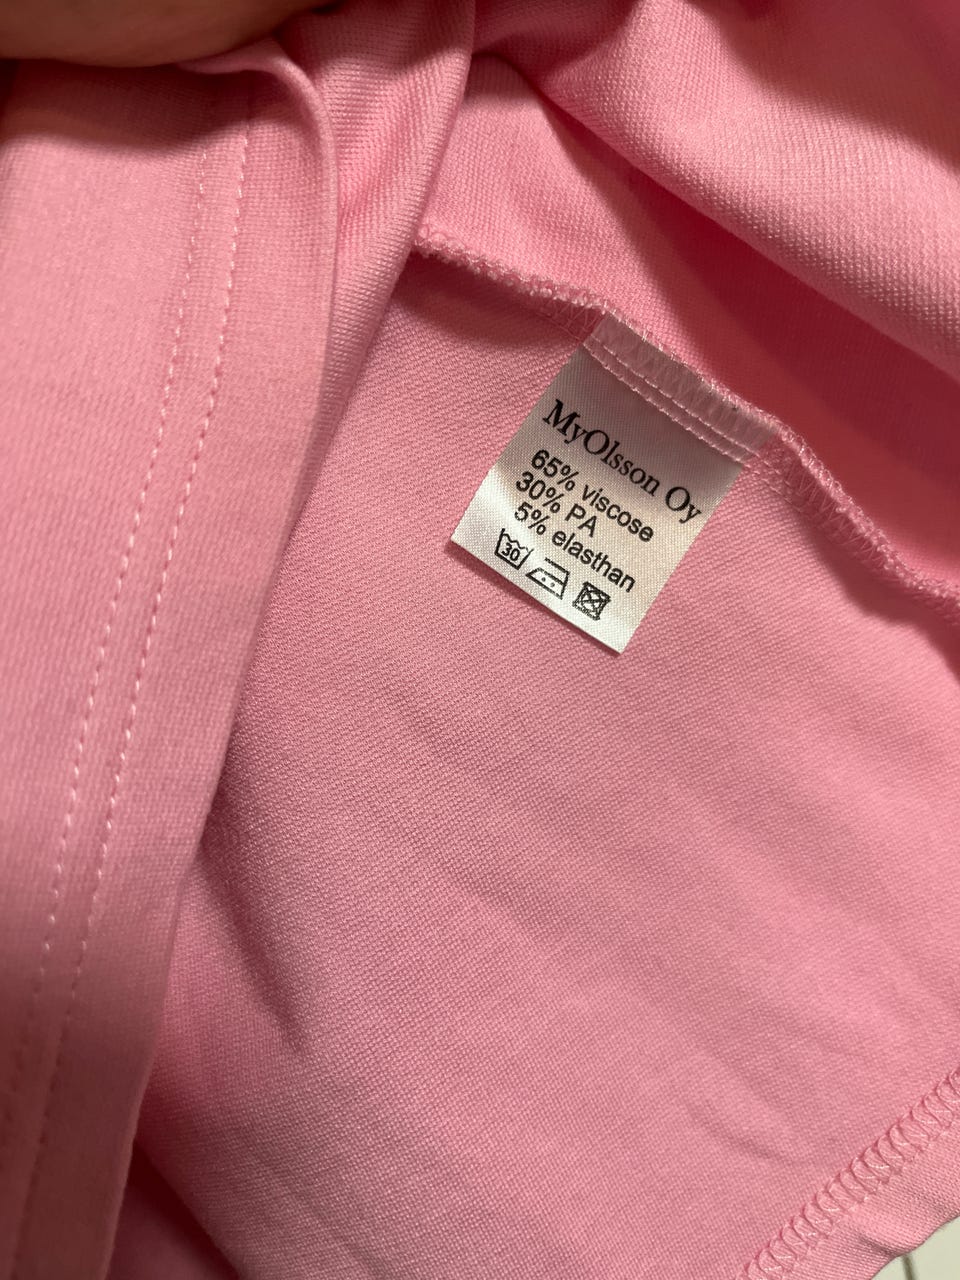 MyOlsson Oy
65% viscose
30% PA
5% elasthan
30